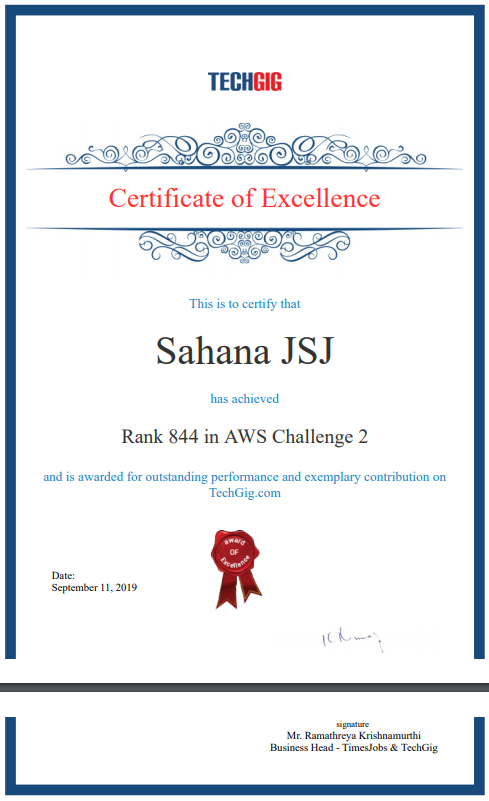 TECHGIG
Certificate of Excellence
This is to certify that
Sahana JSJ
has achieved
Rank 844 in AWS Challenge 2
and is awarded for outstanding performance and exemplary contribution on
TechGig.com
award
OF
Excellence
Date:
September 11, 2019
signature
Mr. Ramathreya Krishnamurthi
Business Head - TimesJobs & TechGig